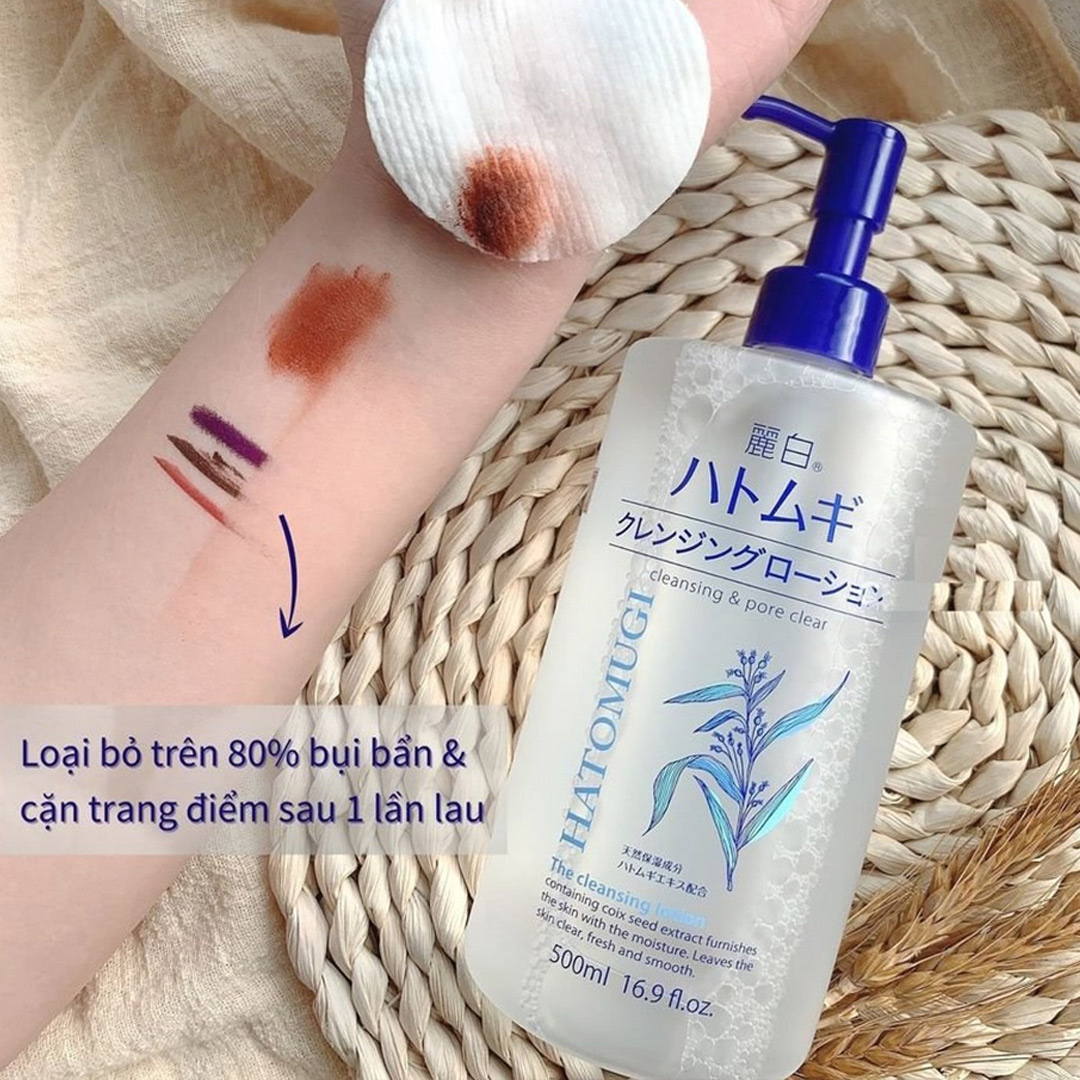 麗白®
ハトムギ
クレンジングローション
cleansing & pore clear
HATOMUGI
天然保湿成分
ハトムギエキス配合
The cleansing lotion
containing coix seed extract furnishes
the skin with the moisture. Leaves the
skin clear, fresh and smooth.
500ml 16.9 fl.oz.
Loại bỏ trên 80% bụi bẩn &
cặn trang điểm sau 1 lần lau